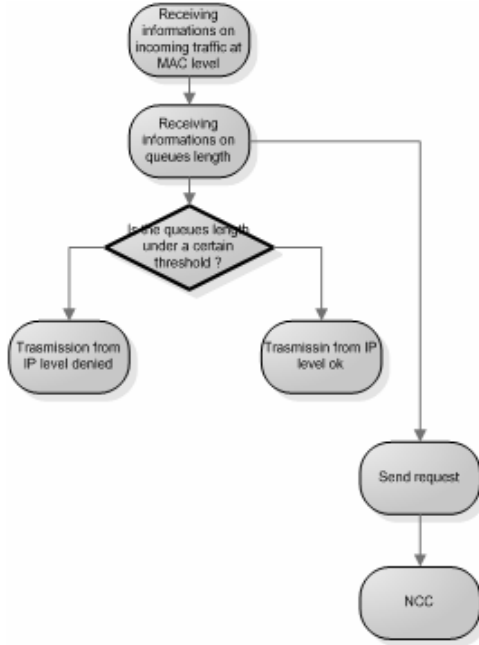 Receiving
informations on
incoming traffic at
MAC level
Receiving
informations on
queues length
Is the queues length
under a certain
threshold ?
Trasmission from
IP level denied
Trasmissin from IP
level ok
Send request
NCC